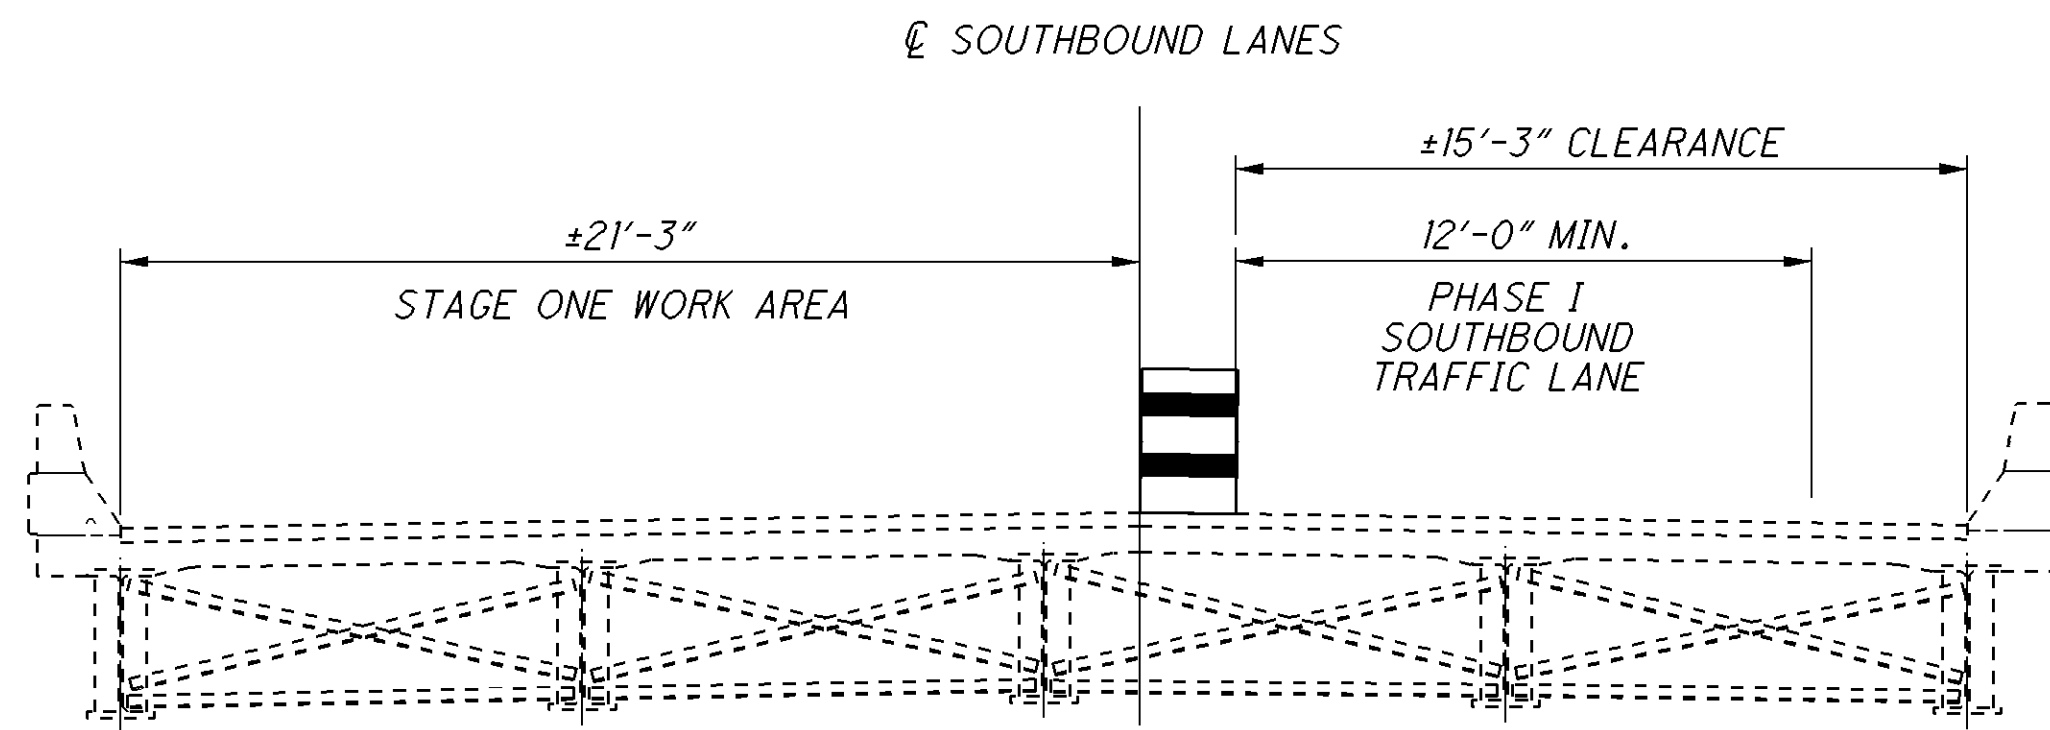 ℄ SOUTHBOUND LANES
±15'-3" CLEARANCE
±21'-3"
12'-0" MIN.
STAGE ONE WORK AREA
PHASE I
SOUTHBOUND
TRAFFIC LANE